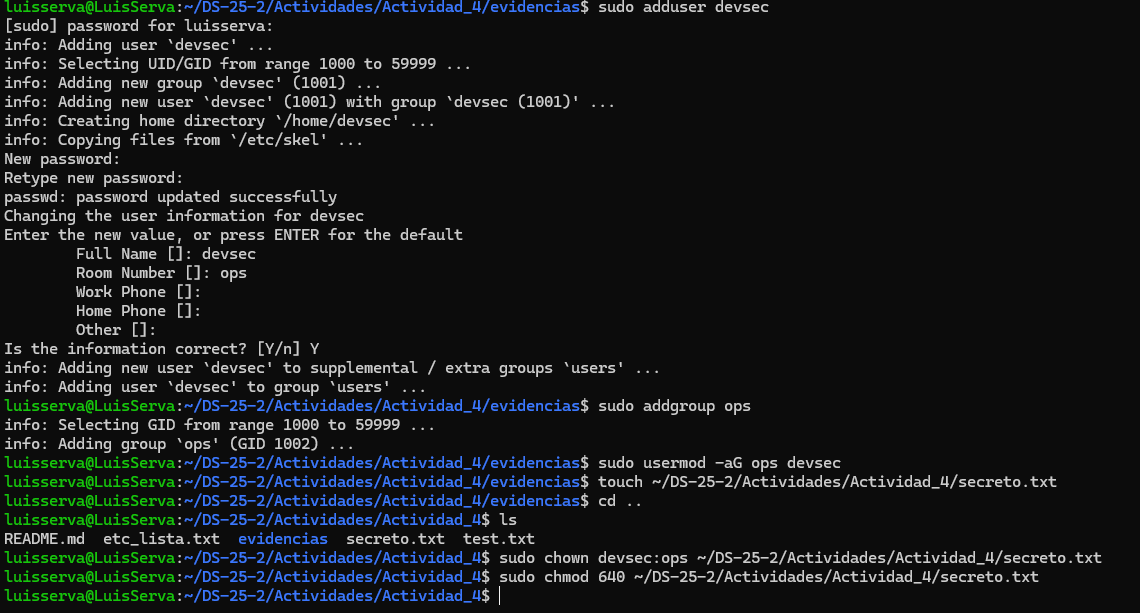 luisserva@LuisServa:~/DS-25-2/Actividades/Actividad_4/evidencias$ sudo adduser devsec
[sudo] password for luisserva:
info: Adding user `devsec' ...
info: Selecting UID/GID from range 1000 to 59999 ...
info: Adding new group `devsec' (1001) ...
info: Adding new user `devsec' (1001) with group `devsec (1001)' ...
info: Creating home directory `/home/devsec' ...
info: Copying files from `/etc/skel' ...
New password:
Retype new password:
passwd: password updated successfully
Changing the user information for devsec
Enter the new value, or press ENTER for the default
        Full Name []: devsec
        Room Number []: ops
        Work Phone []:
        Home Phone []:
        Other []:
Is the information correct? [Y/n] Y
info: Adding new user `devsec' to supplemental / extra groups `users' ...
info: Adding user `devsec' to group `users' ...
luisserva@LuisServa:~/DS-25-2/Actividades/Actividad_4/evidencias$ sudo addgroup ops
info: Selecting GID from range 1000 to 59999 ...
info: Adding group `ops' (GID 1002) ...
luisserva@LuisServa:~/DS-25-2/Actividades/Actividad_4/evidencias$ sudo usermod -aG ops devsec
luisserva@LuisServa:~/DS-25-2/Actividades/Actividad_4/evidencias$ touch ~/DS-25-2/Actividades/Actividad_4/secreto.txt
luisserva@LuisServa:~/DS-25-2/Actividades/Actividad_4/evidencias$ cd ..
luisserva@LuisServa:~/DS-25-2/Actividades/Actividad_4$ ls
README.md  etc_lista.txt  evidencias  secreto.txt  test.txt
luisserva@LuisServa:~/DS-25-2/Actividades/Actividad_4$ sudo chown devsec:ops ~/DS-25-2/Actividades/Actividad_4/secreto.txt
luisserva@LuisServa:~/DS-25-2/Actividades/Actividad_4$ sudo chmod 640 ~/DS-25-2/Actividades/Actividad_4/secreto.txt
luisserva@LuisServa:~/DS-25-2/Actividades/Actividad_4$